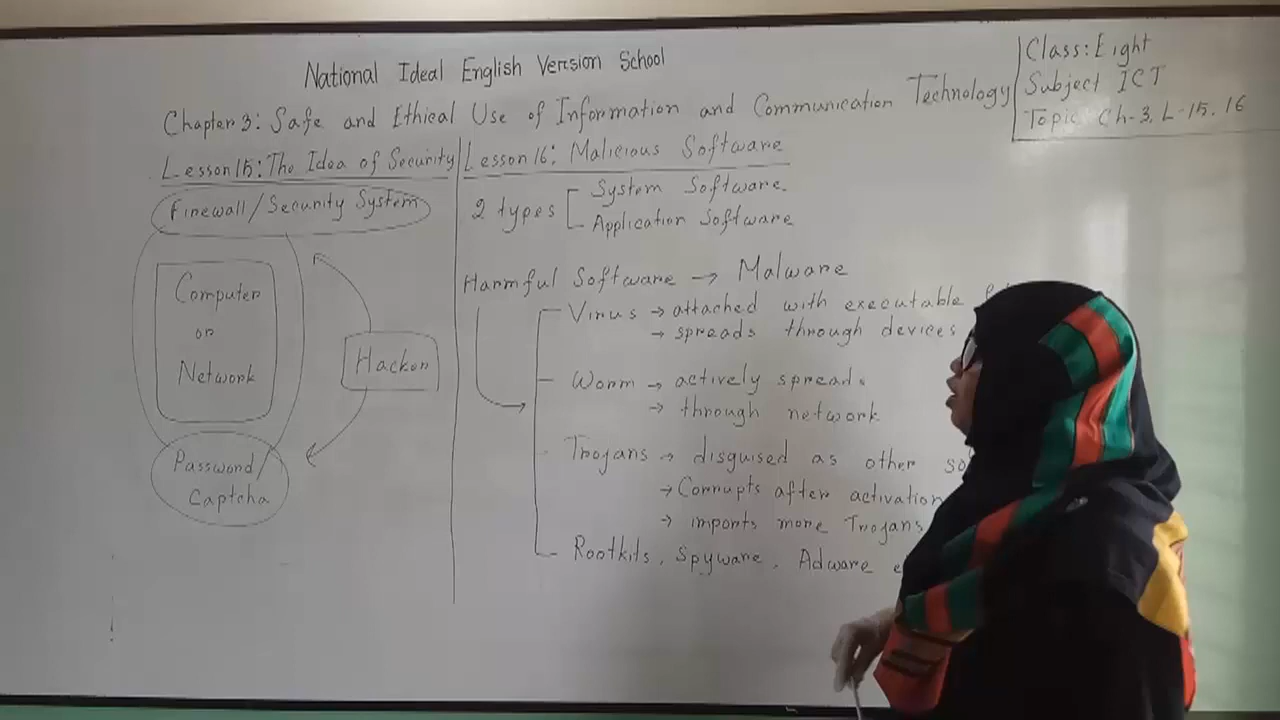 National Ideal English Version School
Class: Eight
Subject ICT
Topic Ch-3, L-15, 16
Chapter 3: Safe and Ethical Use of Information and Communication Technology
Lesson 15: The Idea of Security
Firewall/Security System
Computer
or
Network
Hacker
Password/
Captcha
Lesson 16: Malicious Software
2 types
System Software
Application Software
Harmful Software → Malware
Virus → attached with executable
→ spreads through devices
Worm → actively spreads
→ through network
Trojans → disguised as other
→ Corrupts after activation
→ imports more Trojans
Rootkits, Spyware, Adware